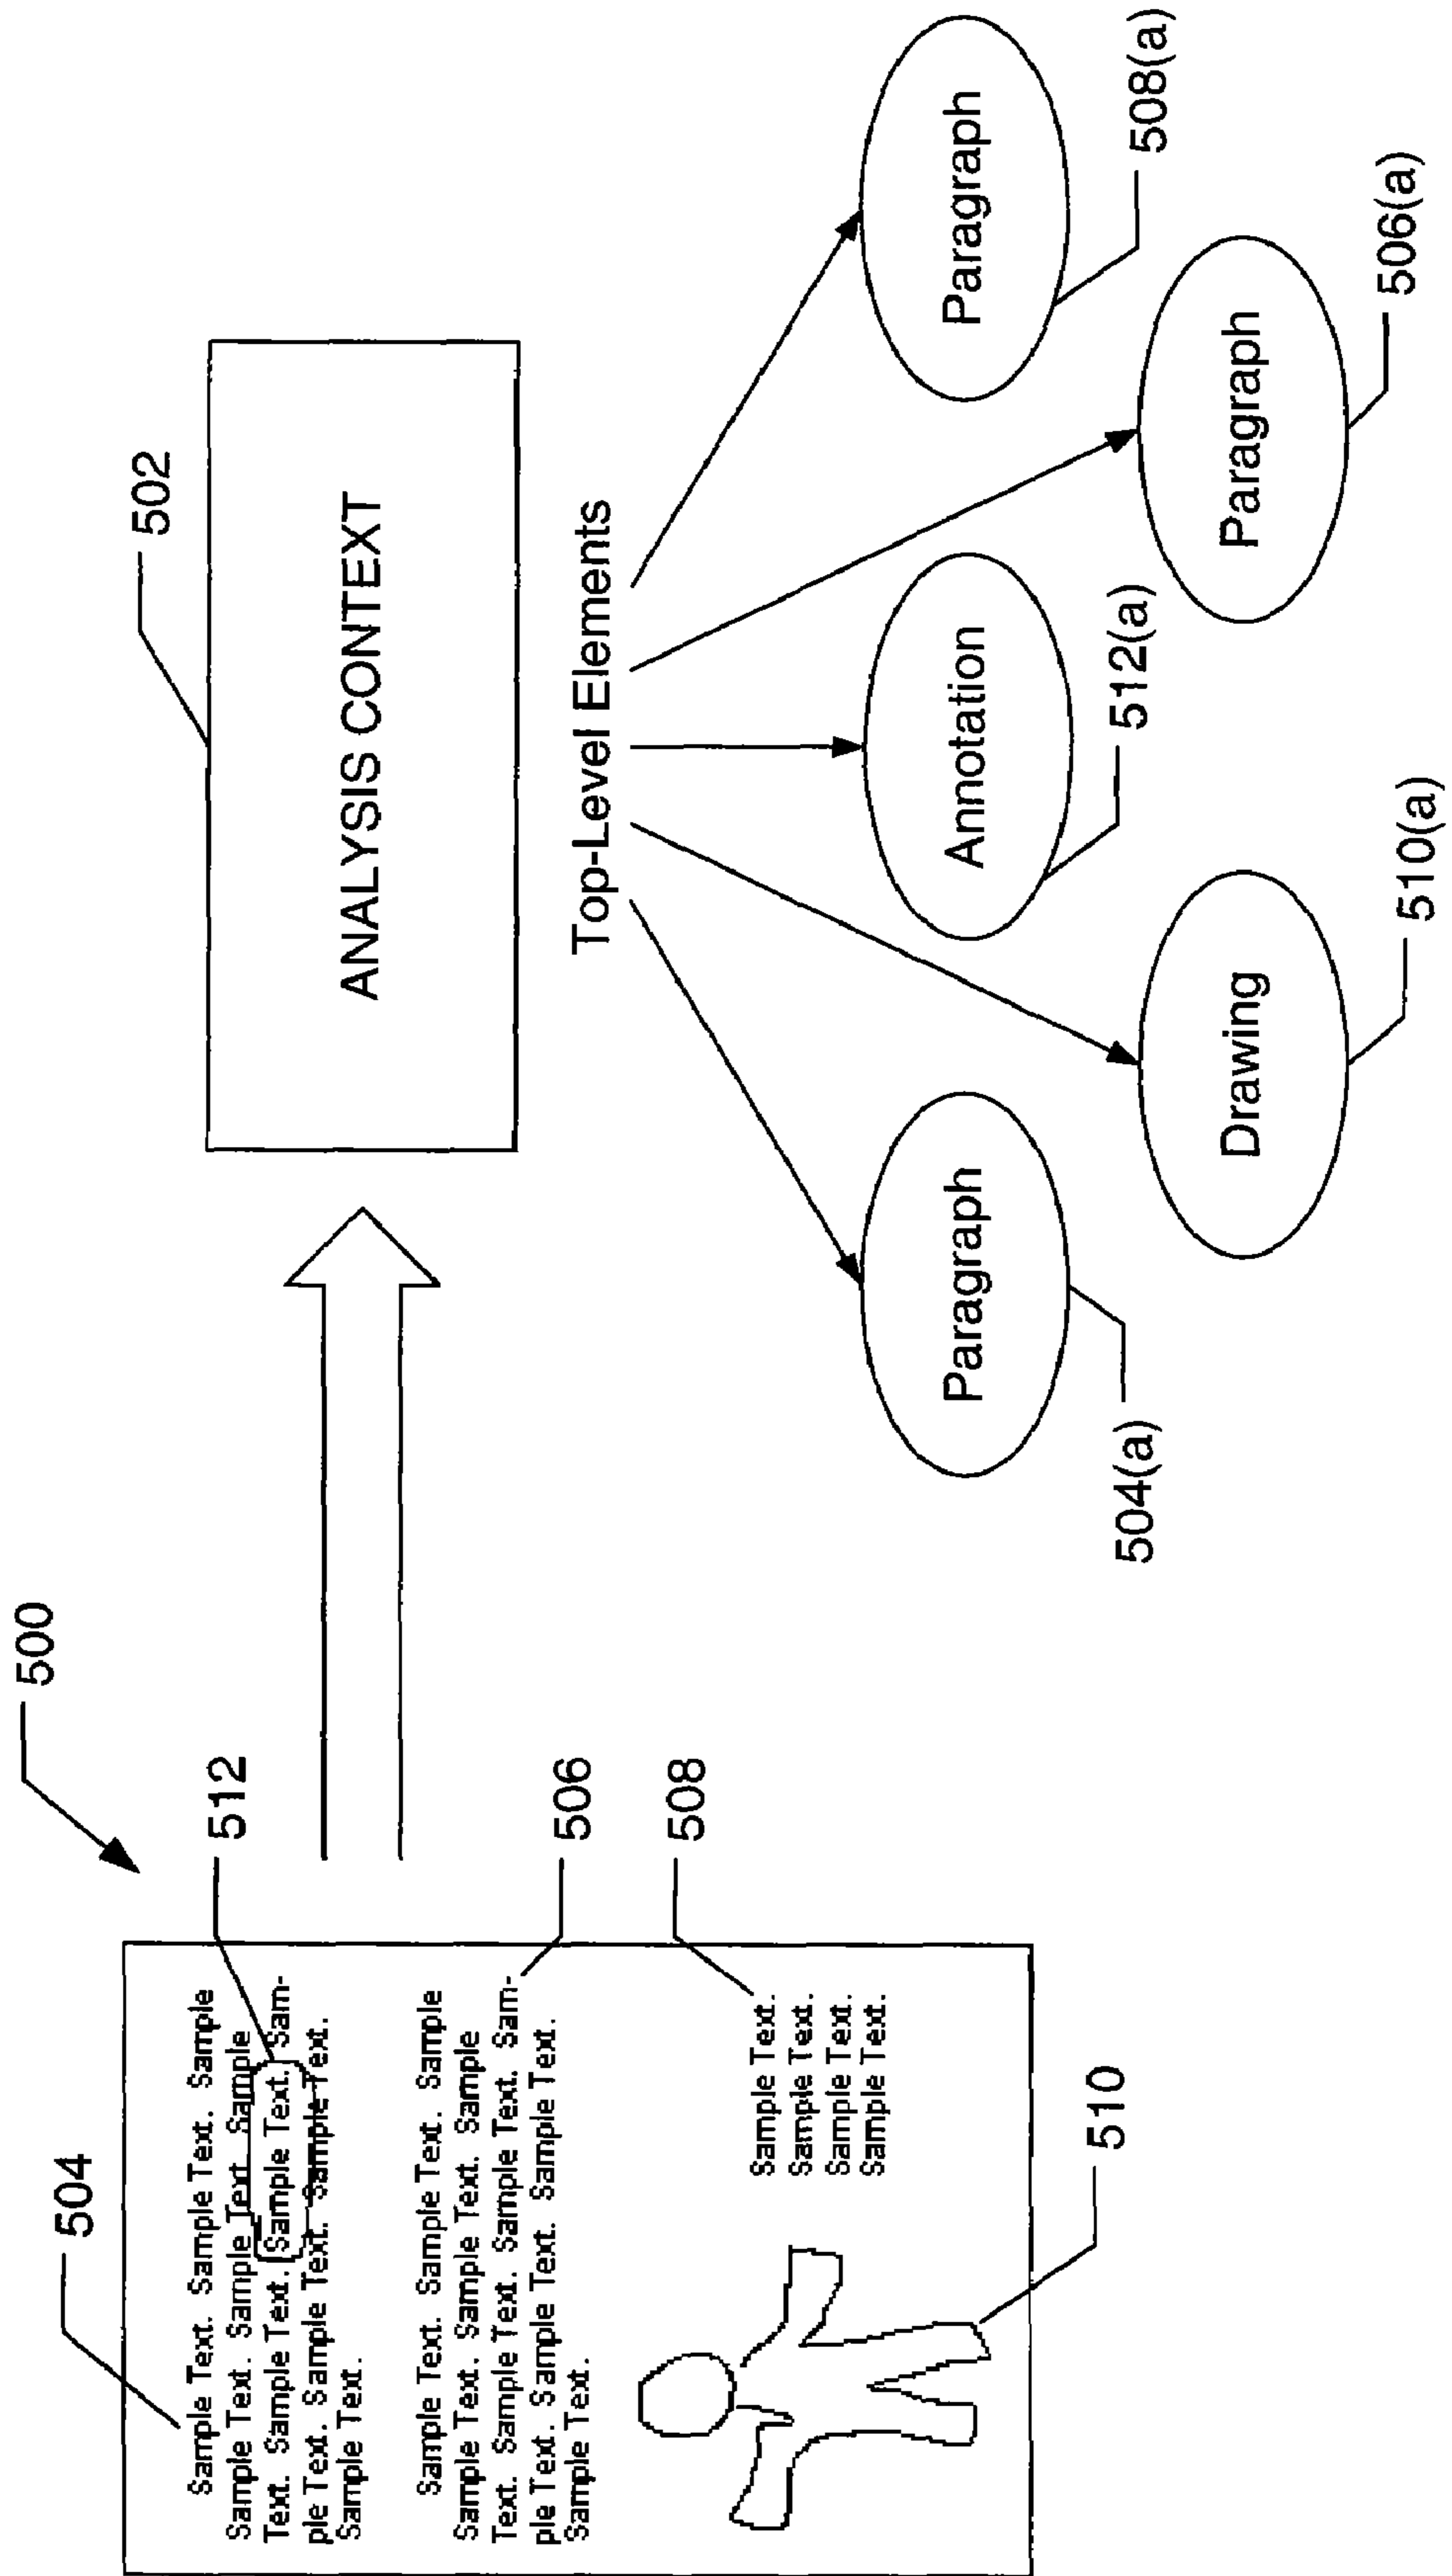 500
504
512
Sample Text. Sample Text. Sample
Sample Text. Sample Text. Sample
Text. Sample Text. Sample Text. Sam-
ple Text. Sample Text. Sample Text.
Sample Text.
506
Sample Text. Sample Text. Sample
Sample Text. Sample Text. Sample
Text. Sample Text. Sample Text. Sam-
ple Text. Sample Text. Sample Text.
Sample Text.
508
Sample Text.
Sample Text.
Sample Text.
Sample Text.
510
502
ANALYSIS CONTEXT
Top-Level Elements
Paragraph
504(a)
Drawing
510(a)
Annotation
512(a)
Paragraph
506(a)
Paragraph
508(a)